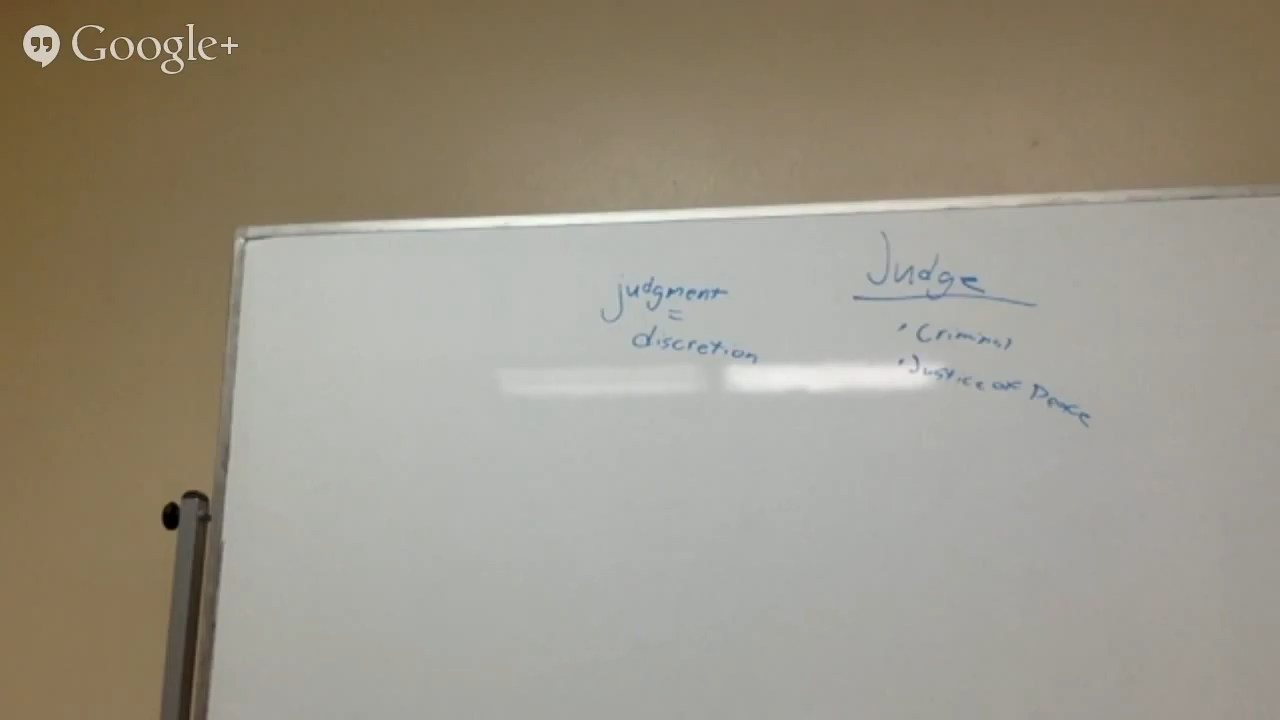 Google+
Judge
judgment
=
discretion
• Criminal
• Justice of Peace